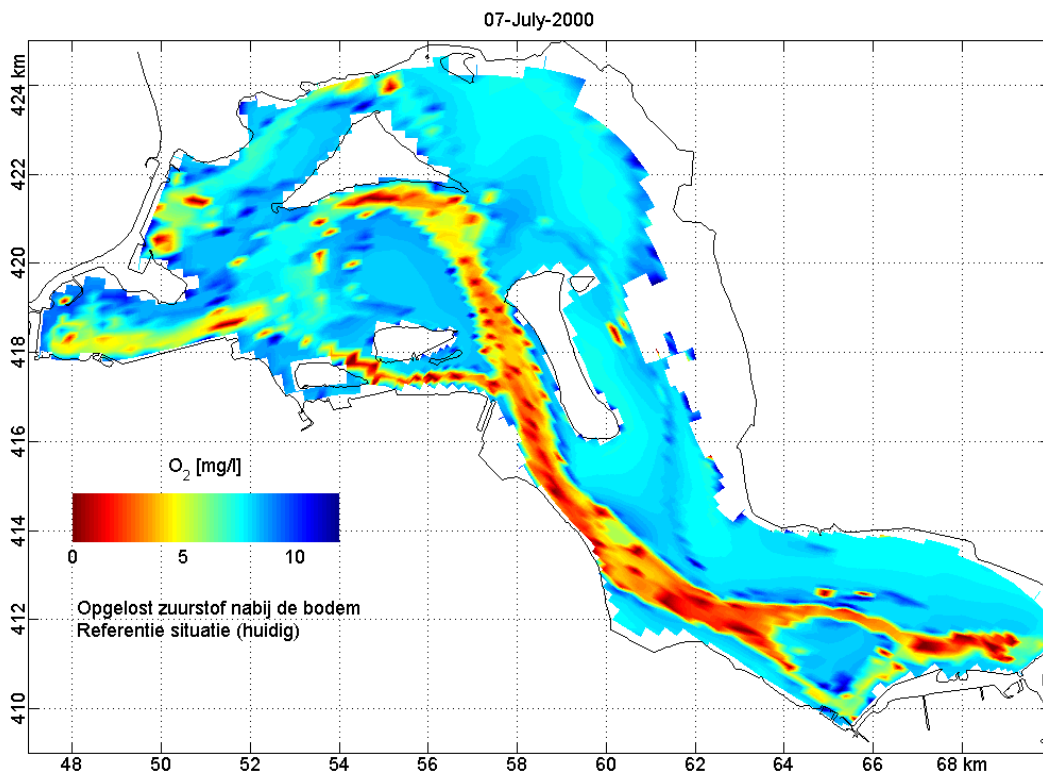 07-July-2000
424 km
422
420
418
416
414
412
410
O2 [mg/l]
0 5 10
Opgelost zuurstof nabij de bodem
Referentie situatie (huidig)
48 50 52 54 56 58 60 62 64 66 68 km